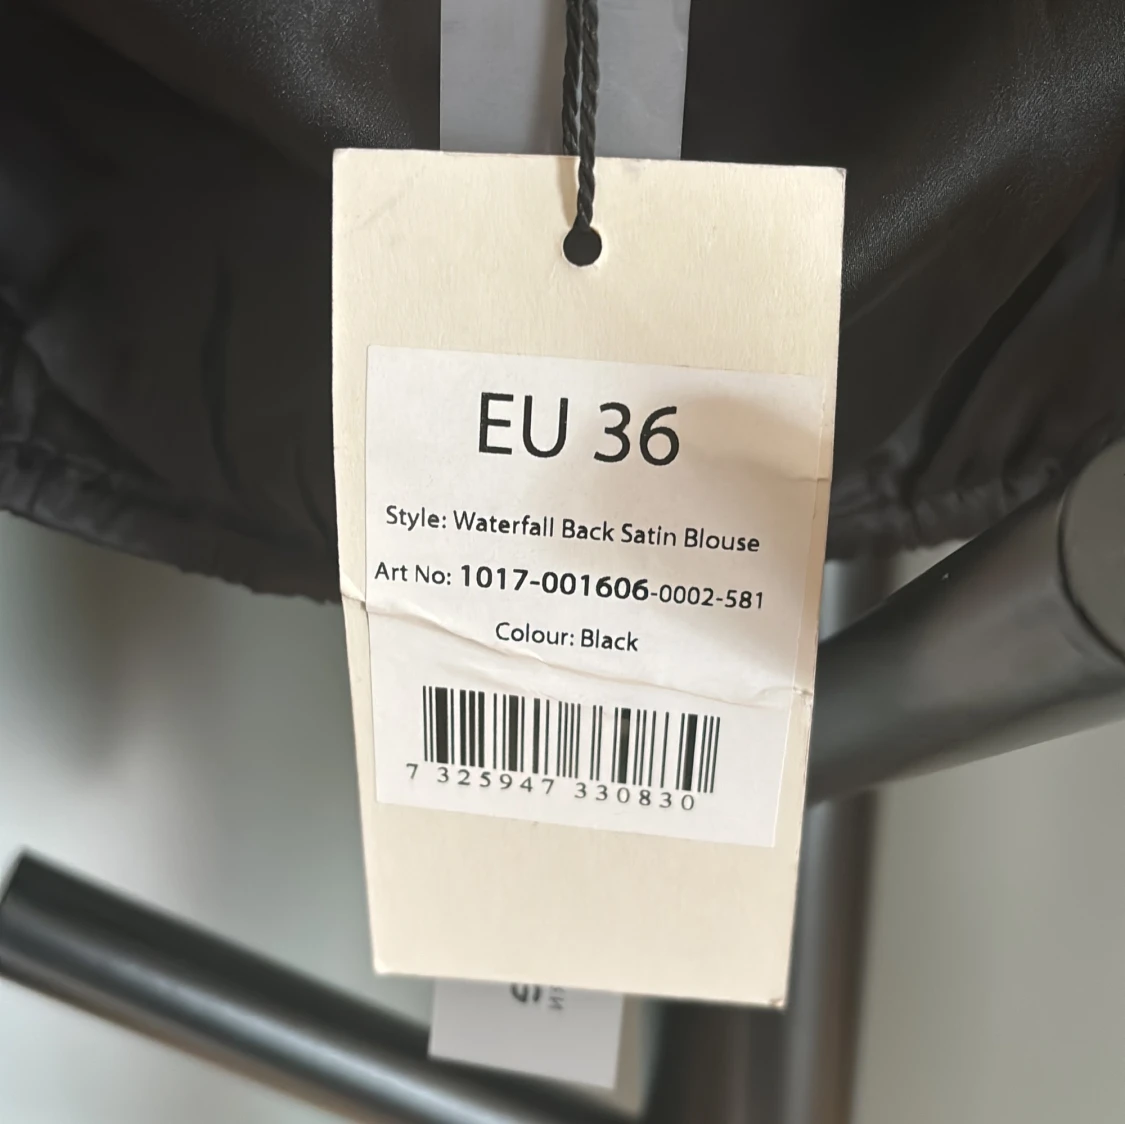 EU 36
Style: Waterfall Back Satin Blouse
Art No: 1017-001606-0002-581
Colour: Black
7 325947 330830